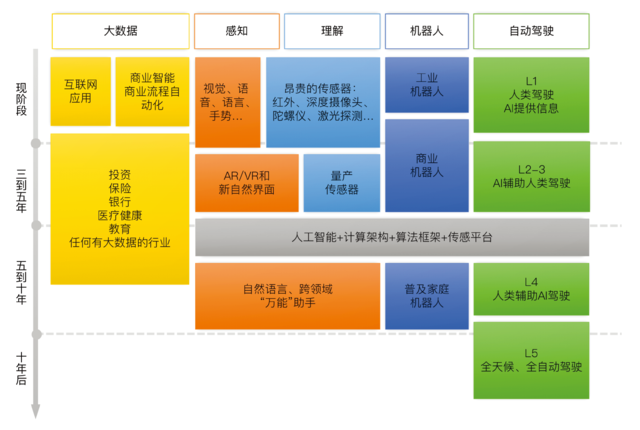 大数据
感知
理解
机器人
自动驾驶
现阶段
互联网
应用
商业智能
商业流程自
动化
视觉、语
音、语言、
手势…
昂贵的传感器：
红外、深度摄像头、
陀螺仪、激光探测…
工业
机器人
L1
人类驾驶
AI提供信息
三到五年
投资
保险
银行
医疗健康
教育
任何有大数据的行业
AR/VR和
新自然界面
量产
传感器
商业
机器人
L2-3
AI辅助人类驾驶
人工智能+计算架构+算法框架+传感平台
五到十年
自然语言、跨领域
“万能”助手
普及家庭
机器人
L4
人类辅助AI驾驶
十年后
L5
全天候、全自动驾驶